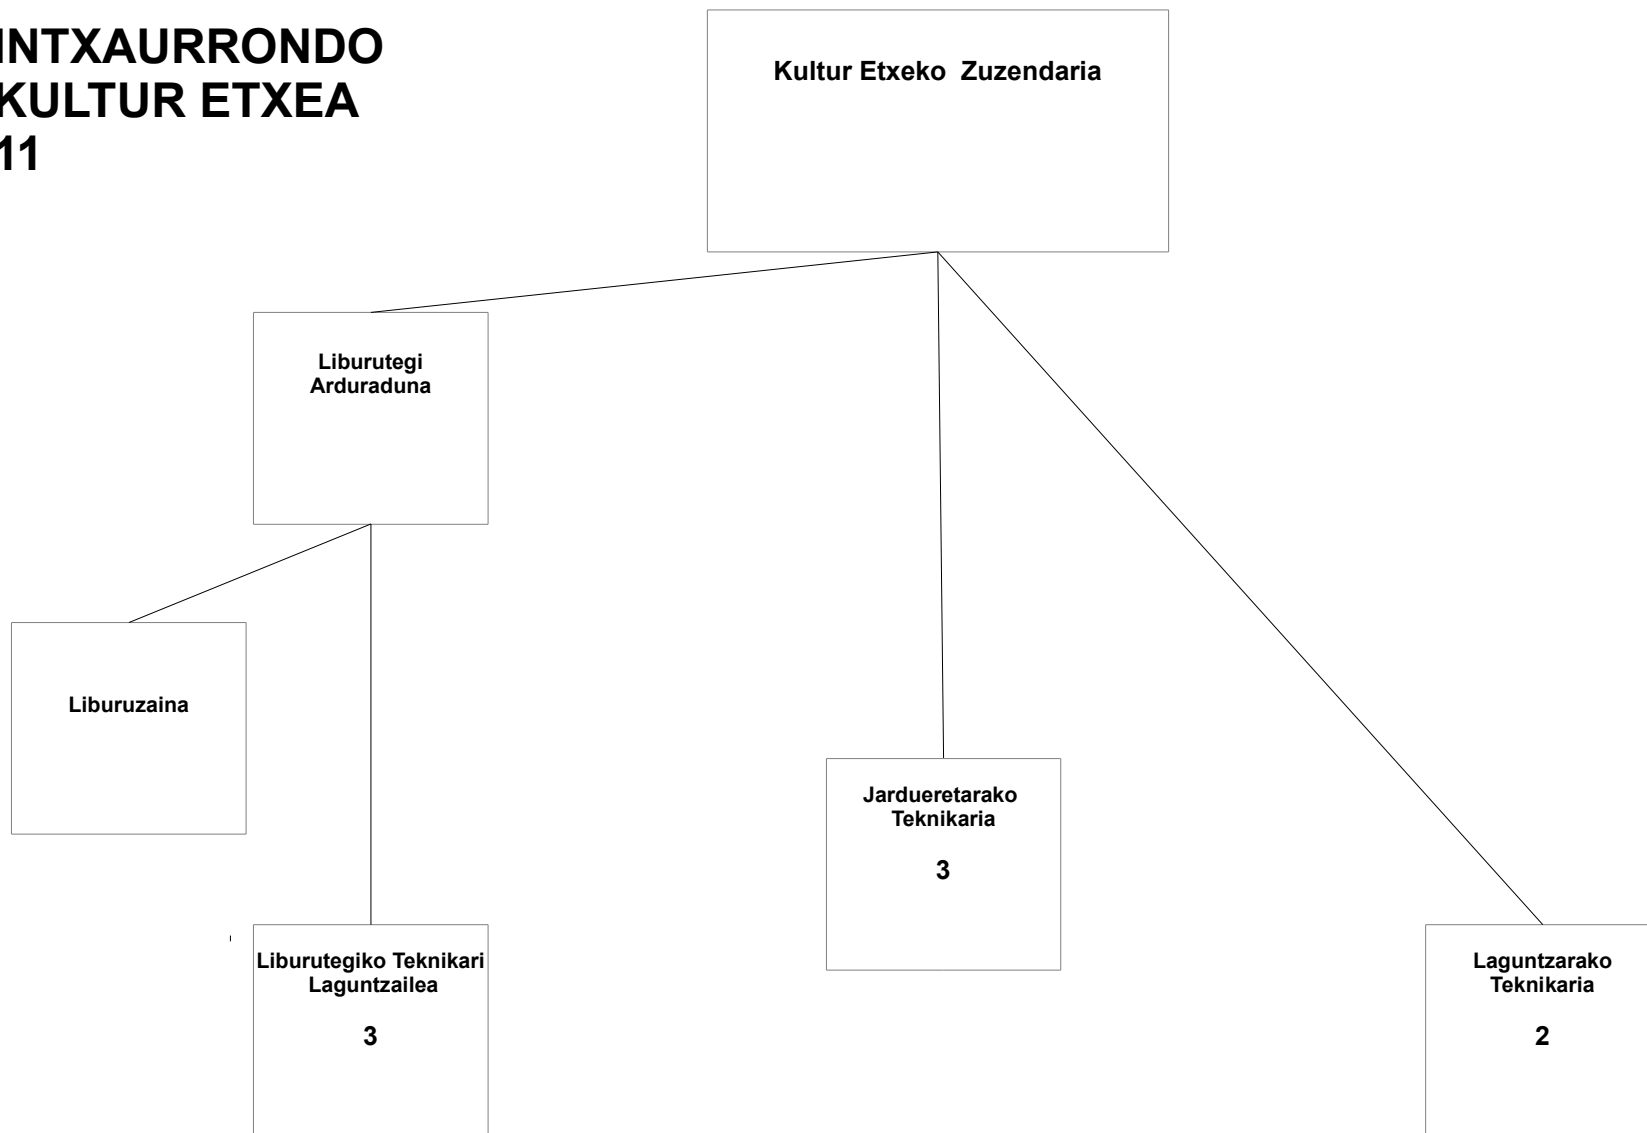 INTXAURRONDO
KULTUR ETXEA
11
Kultur Etxeko Zuzendaria
Liburutegi
Arduraduna
Liburuzaina
Jardueretarako
Teknikaria
3
Liburutegiko Teknikari
Laguntzailea
3
Laguntzarako
Teknikaria
2